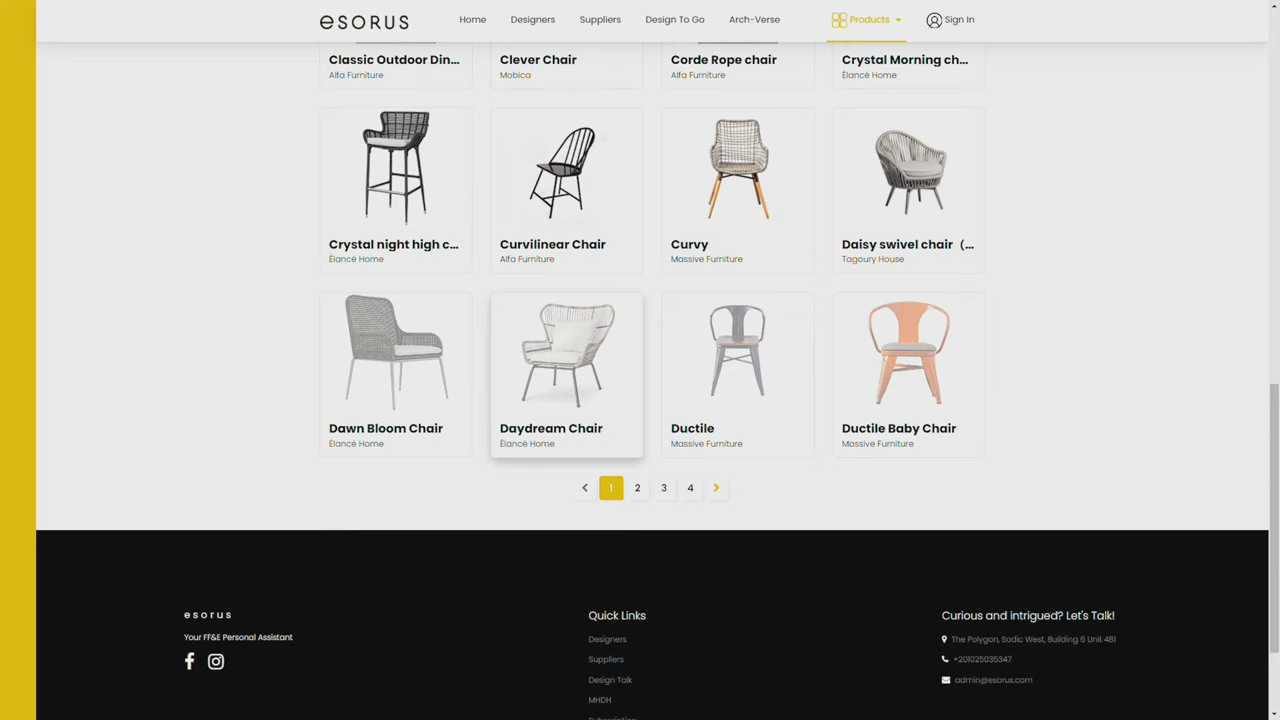 esorus
Home
Designers
Suppliers
Design To Go
Arch-Verse
Products
Sign In
Classic Outdoor Din...
Alfa Furniture
Clever Chair
Mobica
Corde Rope chair
Alfa Furniture
Crystal Morning ch...
Élancé Home
Crystal night high c...
Élancé Home
Curvilinear Chair
Alfa Furniture
Curvy
Massive Furniture
Daisy swivel chair（...
Tagoury House
Dawn Bloom Chair
Élancé Home
Daydream Chair
Élancé Home
Ductile
Massive Furniture
Ductile Baby Chair
Massive Furniture
1
2
3
4
esorus
Your FF&E Personal Assistant
Quick Links
Designers
Suppliers
Design Talk
MHDH
Curious and intrigued? Let's Talk!
The Polygon, Sodic West, Building 6 Unit 4B1
+201025035347
admin@esorus.com